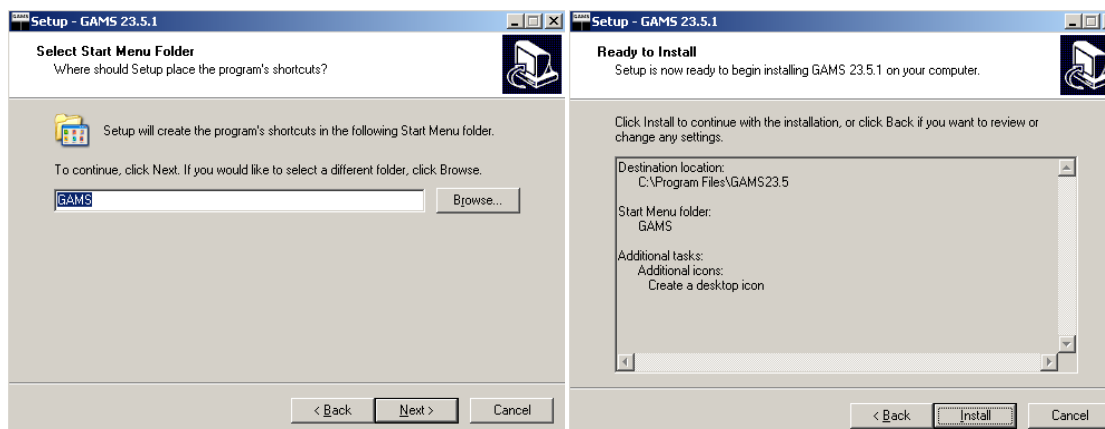 GAMS Setup - GAMS 23.5.1
Select Start Menu Folder
Where should Setup place the program's shortcuts?
Setup will create the program's shortcuts in the following Start Menu folder.
To continue, click Next. If you would like to select a different folder, click Browse.
GAMS
Browse...
< Back
Next >
Cancel
GAMS Setup - GAMS 23.5.1
Ready to Install
Setup is now ready to begin installing GAMS 23.5.1 on your computer.
Click Install to continue with the installation, or click Back if you want to review or
change any settings.
Destination location:
C:\Program Files\GAMS23.5
Start Menu folder:
GAMS
Additional tasks:
Additional icons:
Create a desktop icon
< Back
Install
Cancel